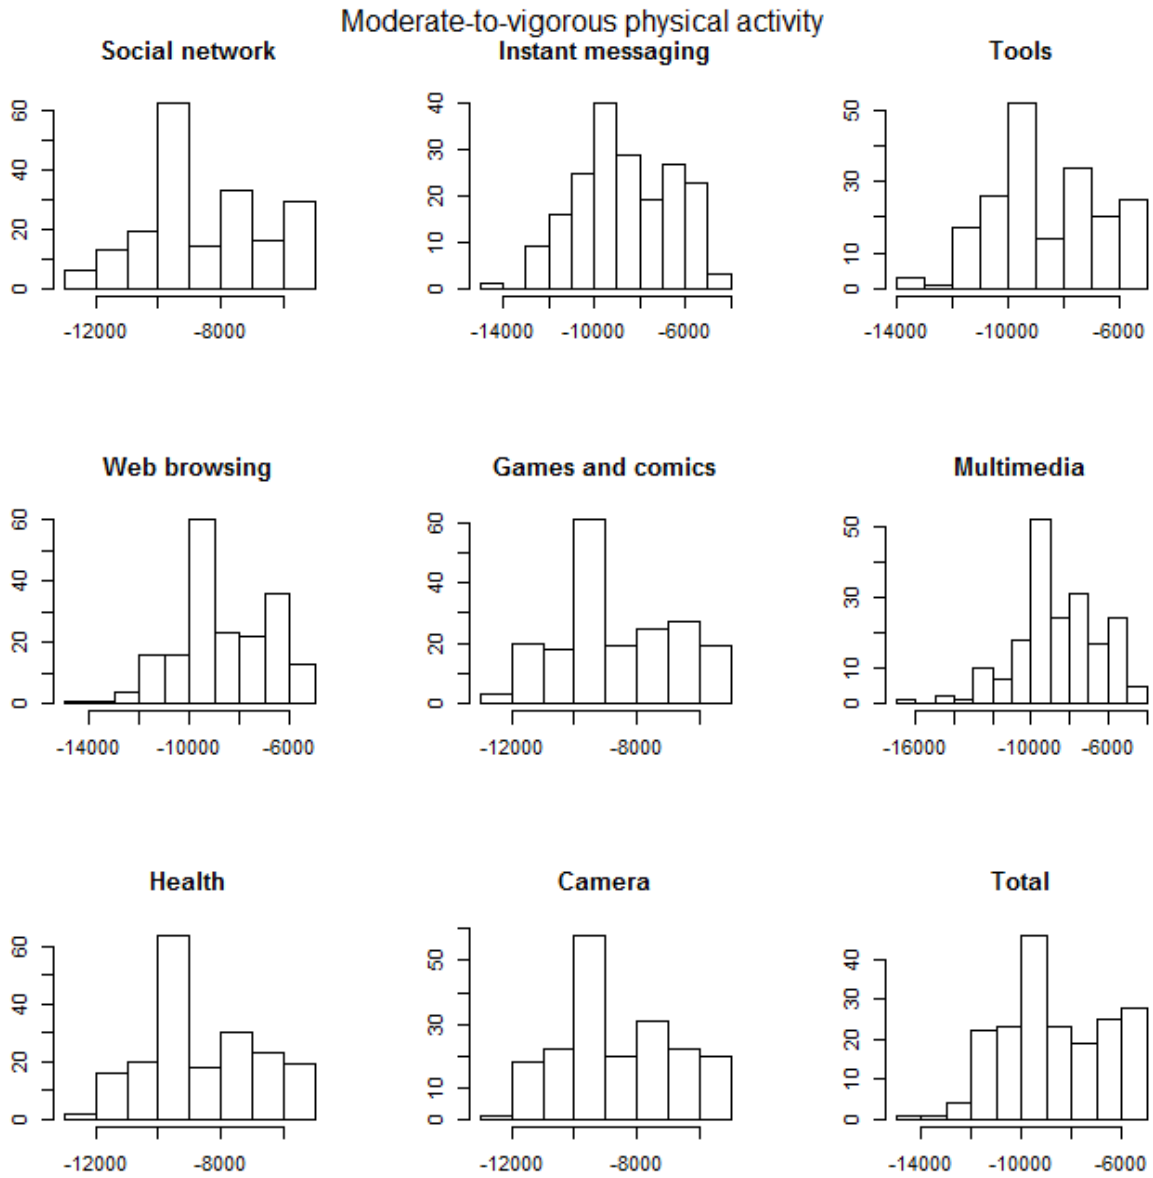 Moderate-to-vigorous physical activity
Social network
0 20 40 60
-12000 -8000
Instant messaging
0 10 20 30 40
-14000 -10000 -6000
Tools
0 10 30 50
-14000 -10000 -6000
Web browsing
0 20 40 60
-14000 -10000 -6000
Games and comics
0 20 40 60
-12000 -8000
Multimedia
0 10 30 50
-16000 -10000 -6000
Health
0 20 40 60
-12000 -8000
Camera
0 10 30 50
-12000 -8000
Total
0 10 20 30 40
-14000 -10000 -6000